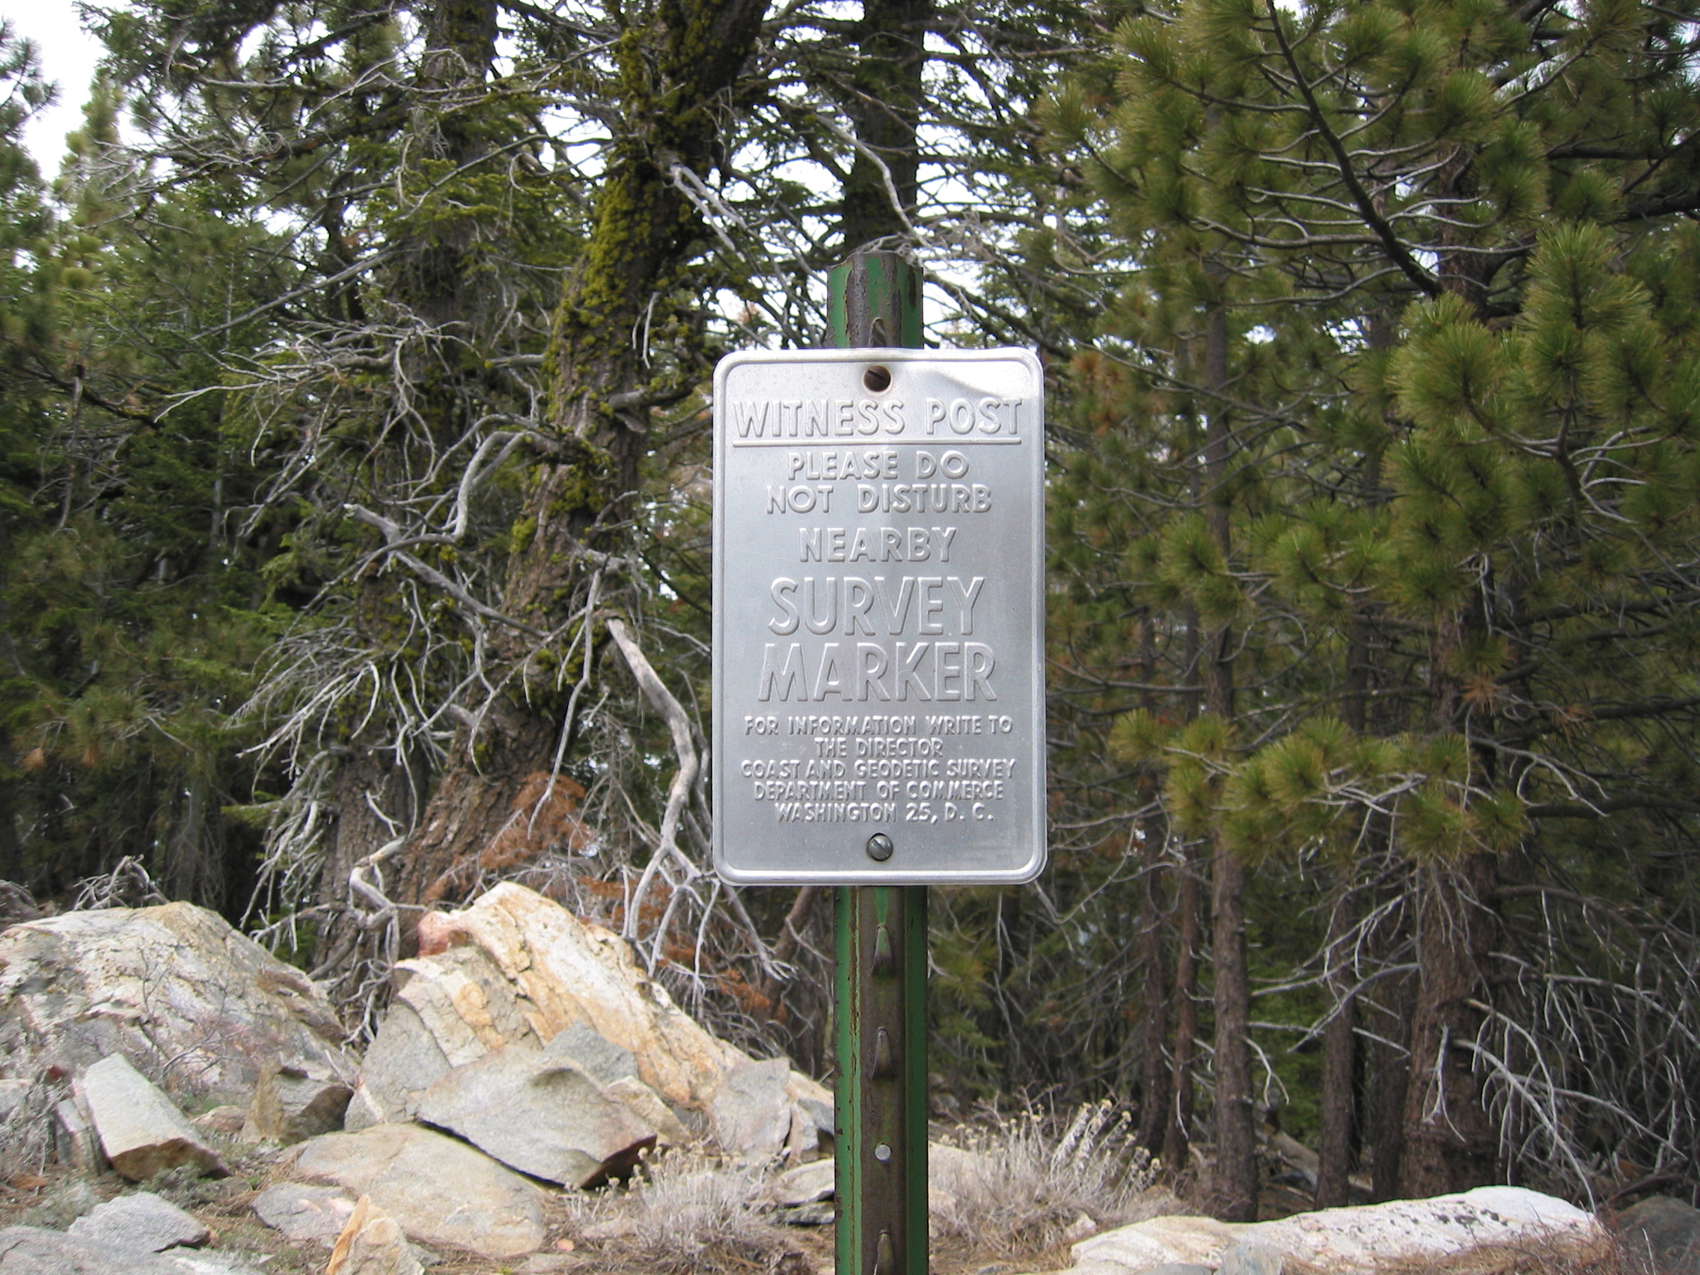 WITNESS POST
PLEASE DO
NOT DISTURB
NEARBY
SURVEY
MARKER
FOR INFORMATION WRITE TO
THE DIRECTOR
COAST AND GEODETIC SURVEY
DEPARTMENT OF COMMERCE
WASHINGTON 25, D. C.